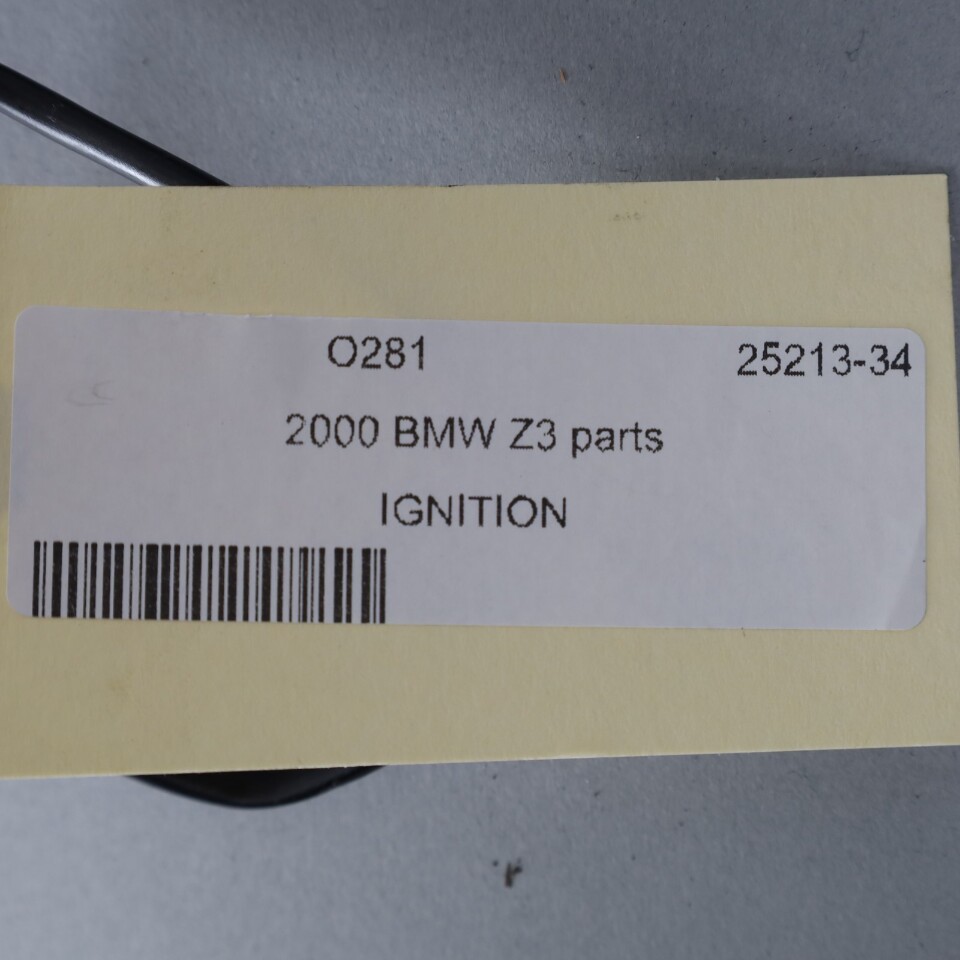 O281 25213-34
2000 BMW Z3 parts
IGNITION